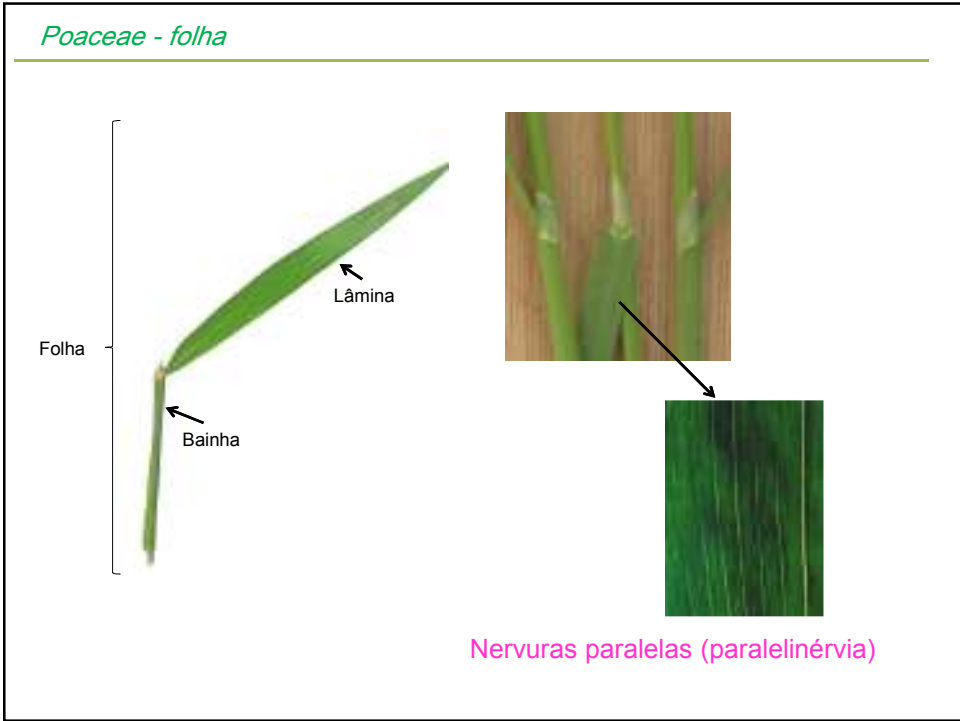 Poaceae - folha
Lâmina
Folha
Bainha
Nervuras paralelas (paralelinérvia)